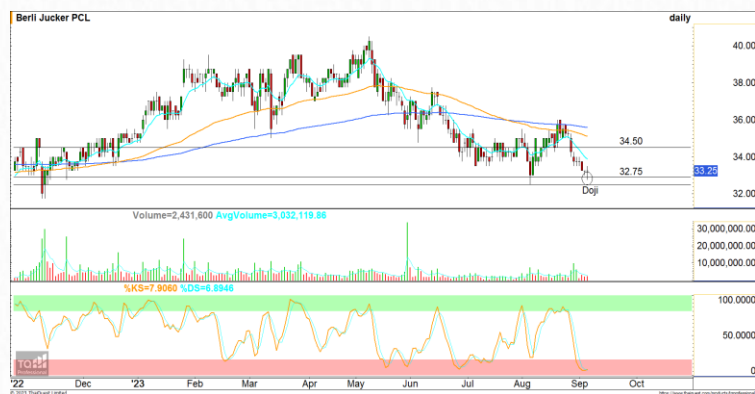 Berli Jucker PCL daily
40.00
38.00
36.00
34.50
34.00
32.75
33.25
Doji
32.00
Volume=2,431,600 AvgVolume=3,032,119.86
30,000,000.00
20,000,000.00
10,000,000.00
%KS=7.9060 %DS=6.8946
100.0000
50.0000
0
'22 Dec '23 Feb Mar Apr May Jun Jul Aug Sep Oct